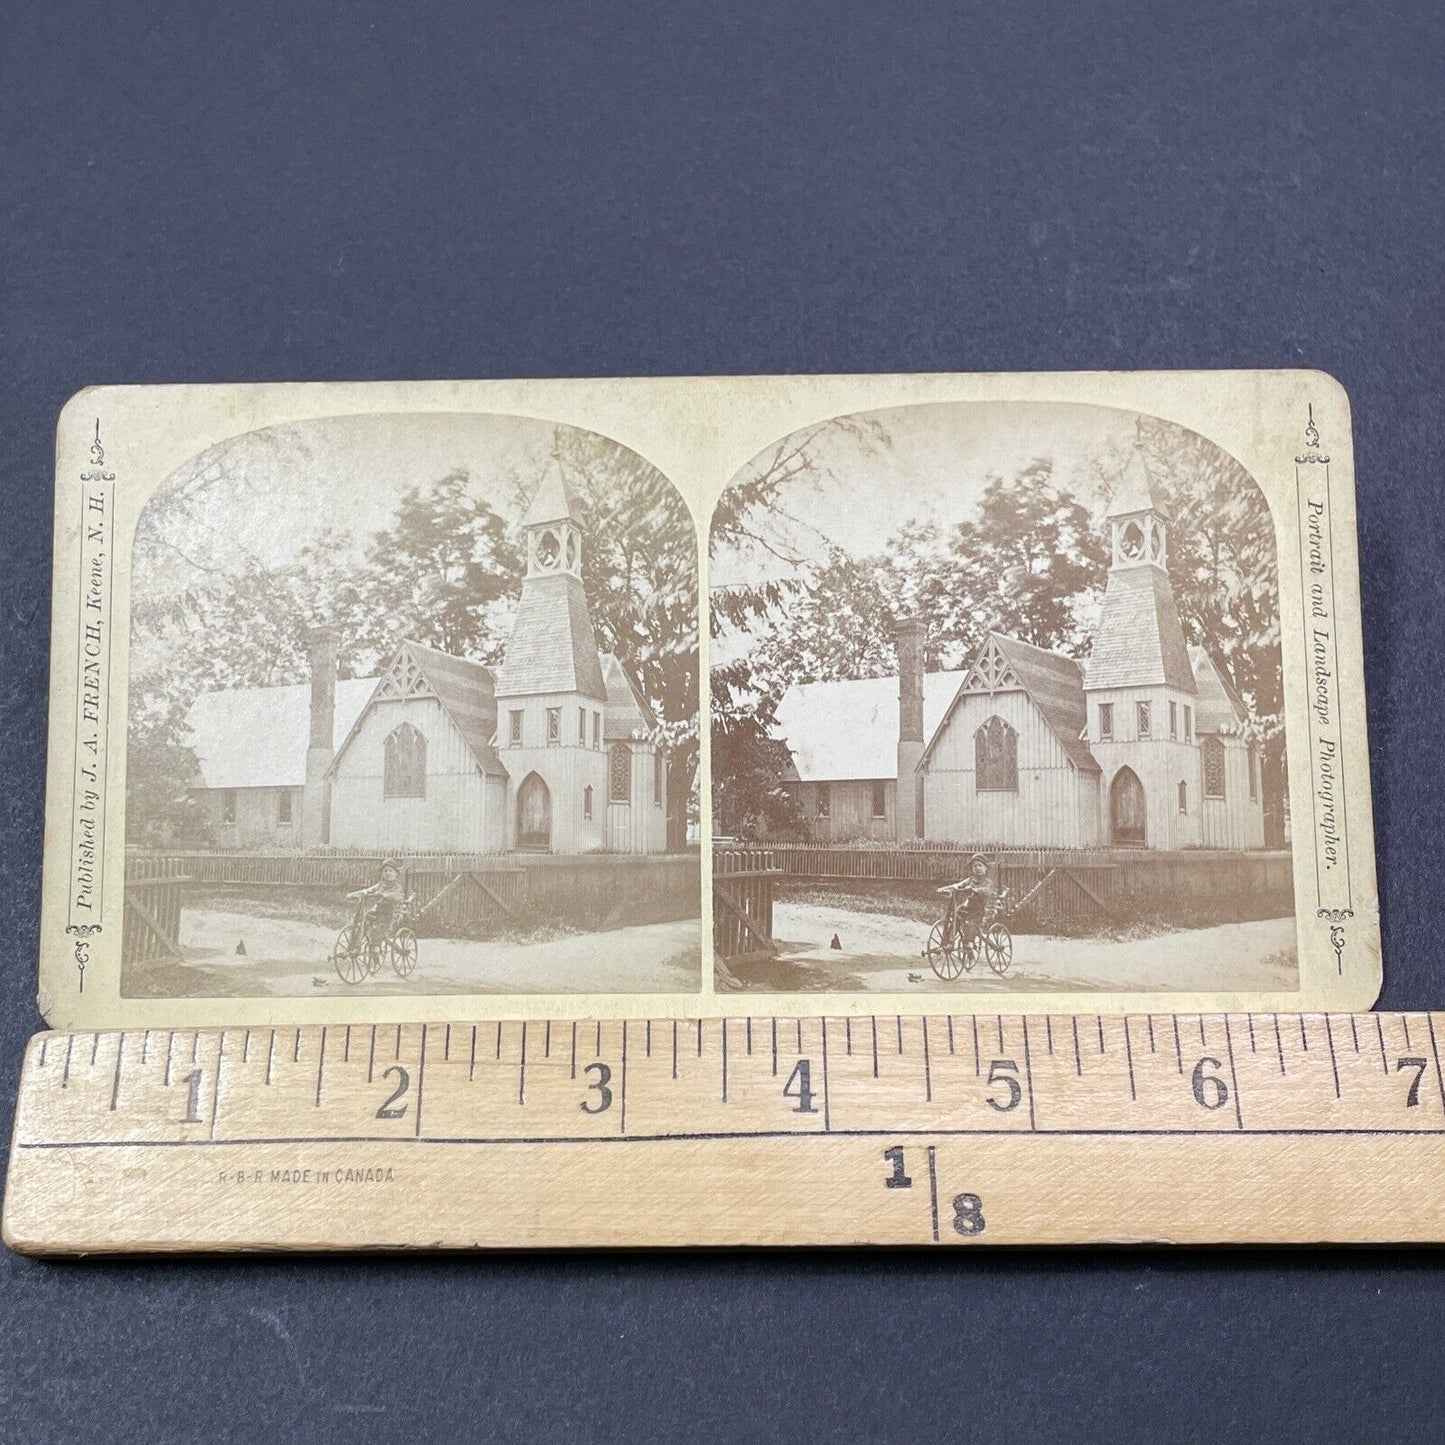 Published by J. A. FRENCH, Keene, N. H.
Portrait and Landscape Photographer.
1 2 3 4 5 6 7
R-B-R MADE IN CANADA
1
8